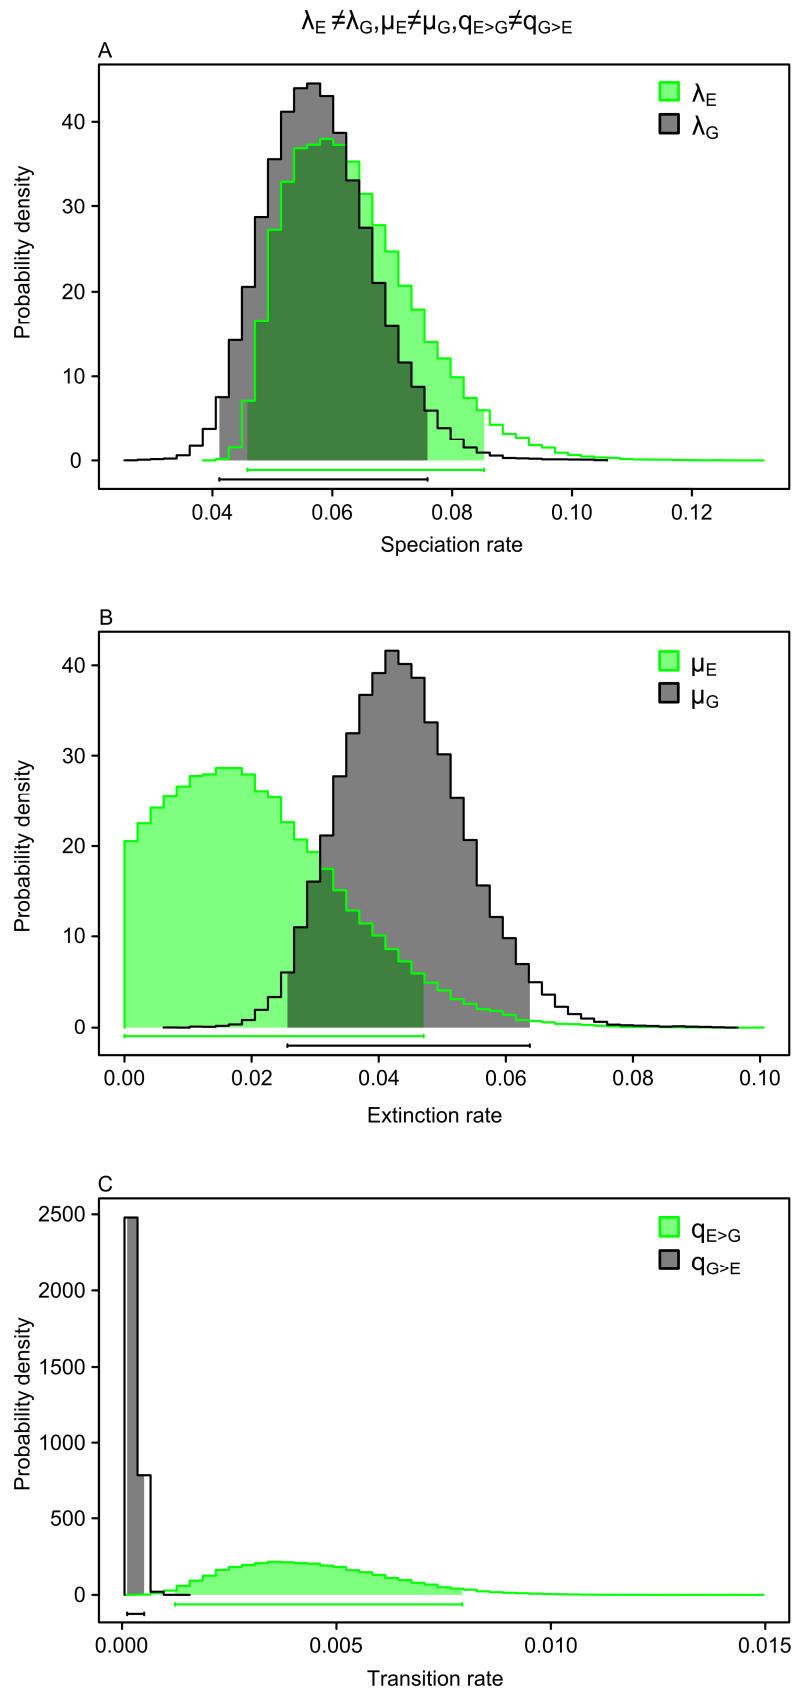 λE ≠λG,μE≠μG,qE>G≠qG>E
A
λE
λG
40
30
20
10
0
Probability density
0.04 0.06 0.08 0.10 0.12
Speciation rate
B
μE
μG
40
30
20
10
0
Probability density
0.00 0.02 0.04 0.06 0.08 0.10
Extinction rate
C
qE>G
qG>E
2500
2000
1500
1000
500
0
Probability density
0.000 0.005 0.010 0.015
Transition rate